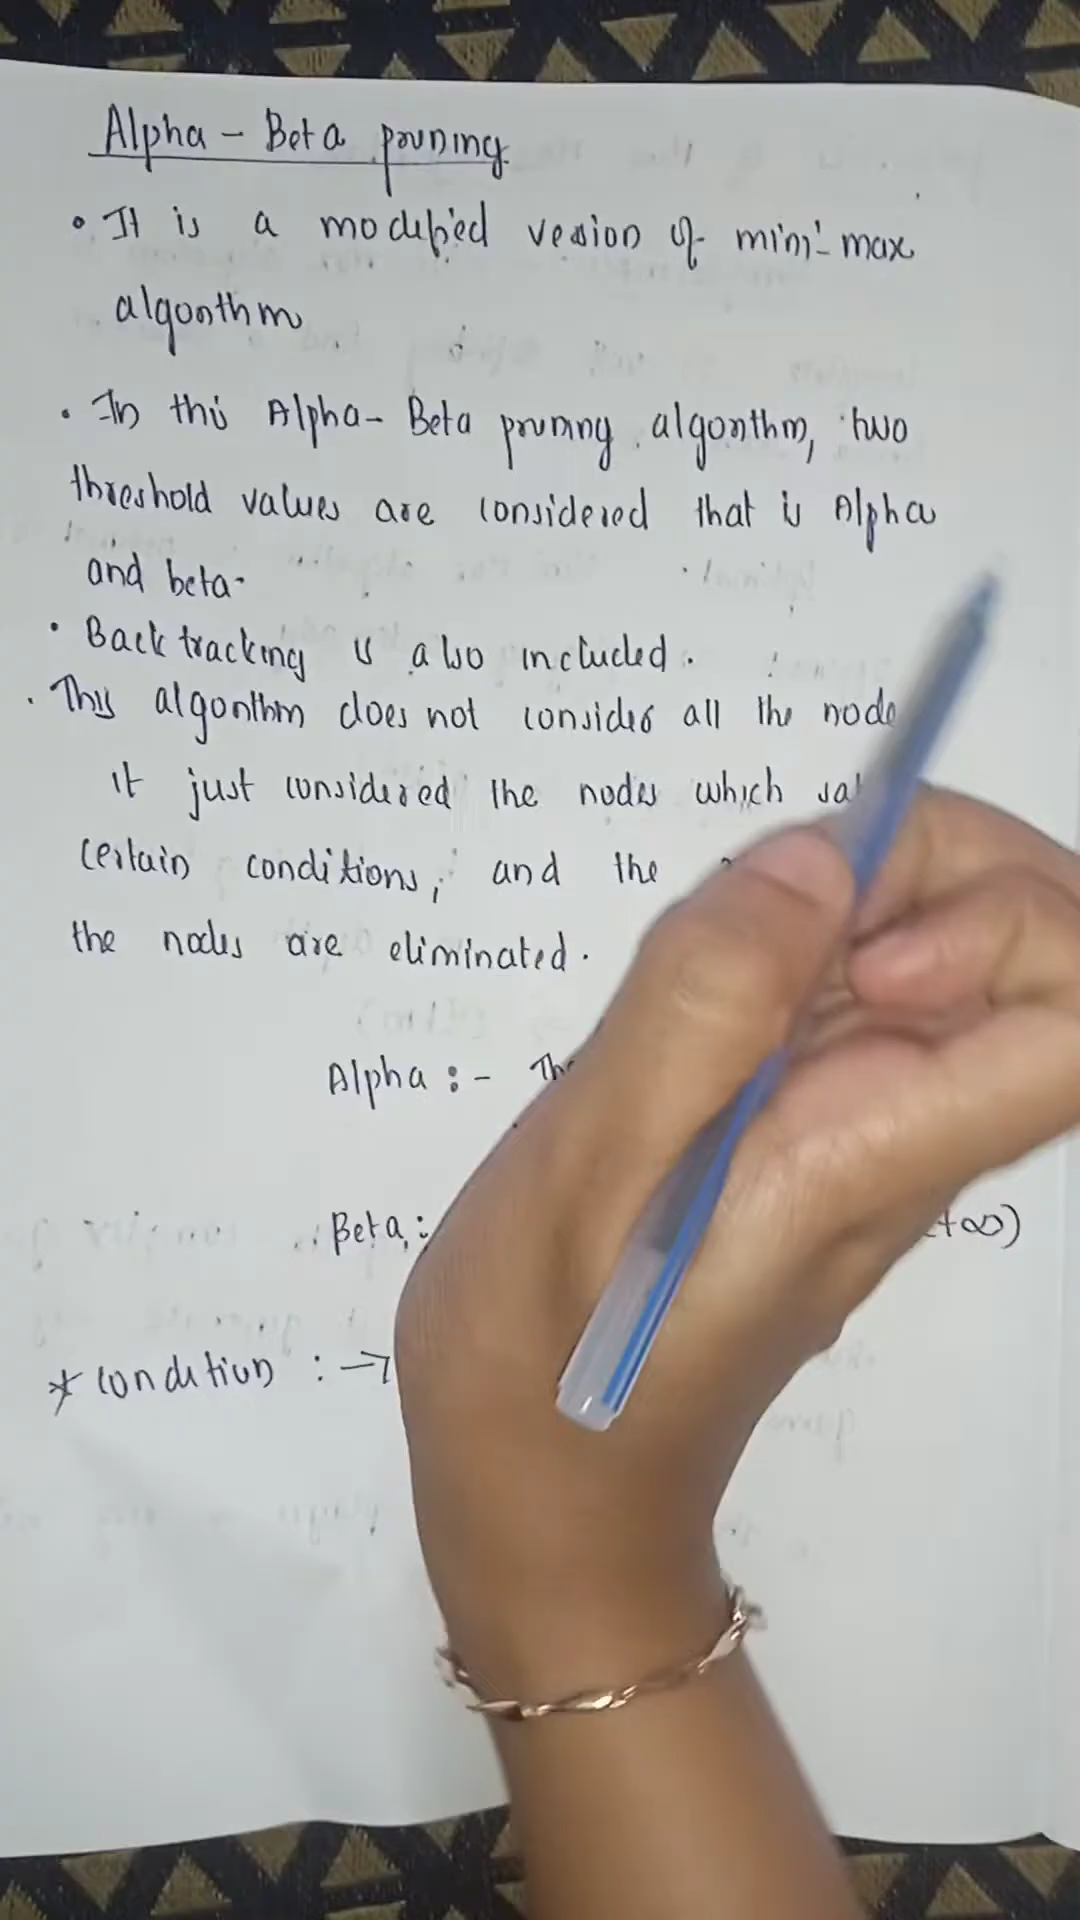 Alpha - Beta pruning
• It is a modified vesion of mini-max
algorithm
• In this Alpha- Beta pruning algorithm, two
threshold values are considered that is Alpha
and beta.
• Back tracking is also included.
• This algorithm does not consider all the node
it just considered the nodes which
certain conditions, and the
the nodes are eliminated.
Alpha :-
Beta :
+∞)
* condition : →